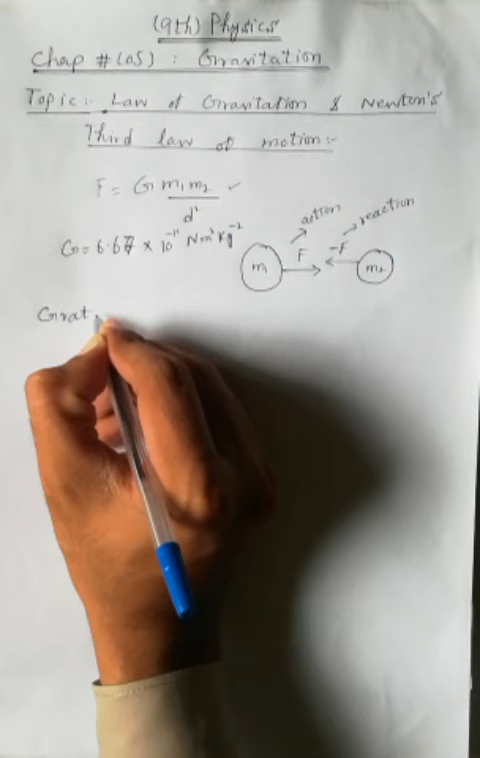 (9th) Physics
Chap # (05) : Gravitation
Topic:- Law of Gravitation & Newton's
Third law of motion:-
F = G m₁m₂ / d² ✓
G = 6.67 × 10⁻¹¹ Nm²Kg⁻²
action
reaction
F
-F
m₁
m₂
Grat